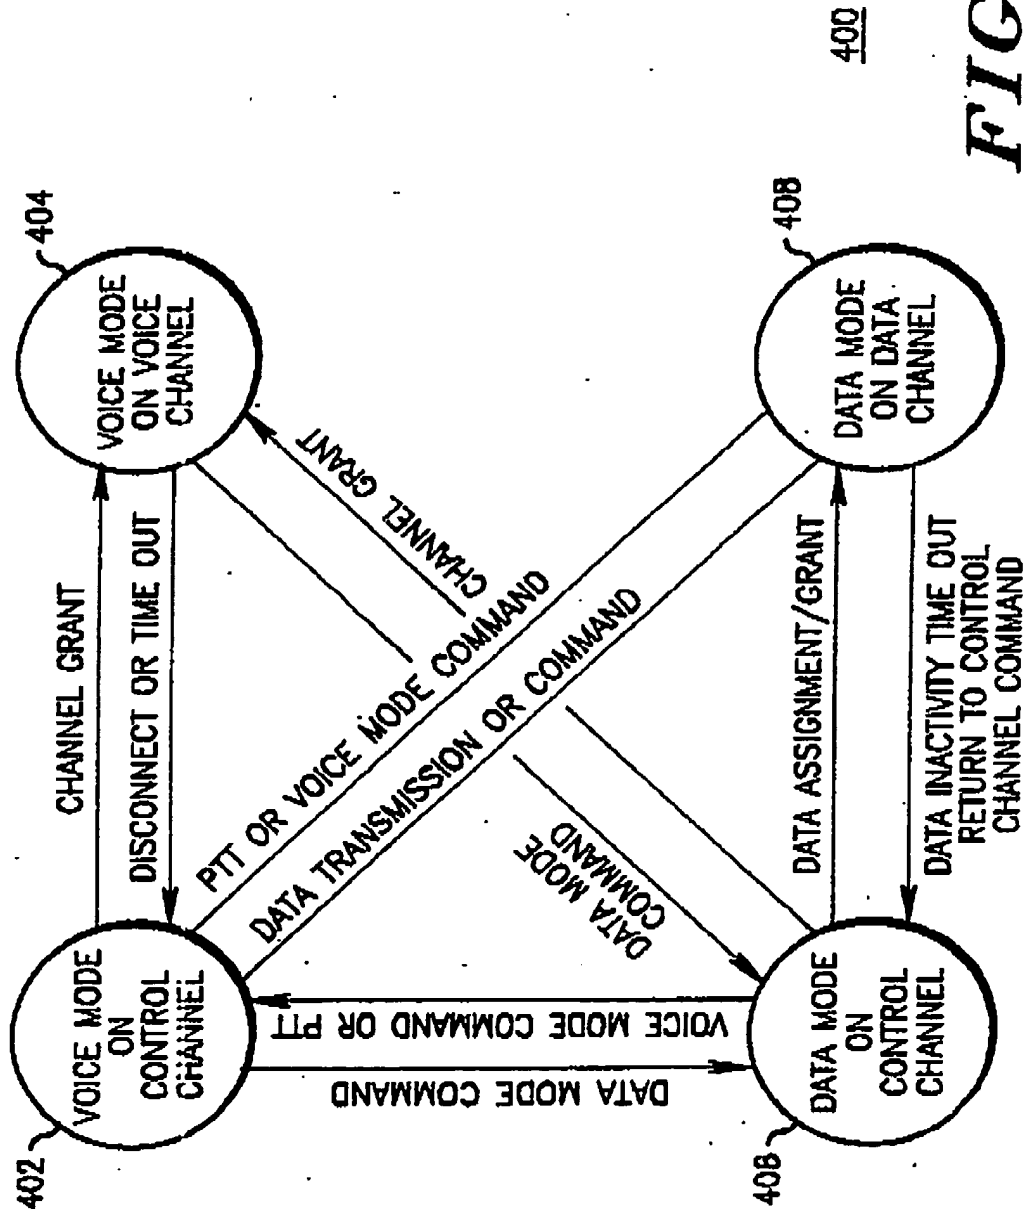 402
404
VOICE MODE
ON
CONTROL
CHANNEL
CHANNEL GRANT
DISCONNECT OR TIME OUT
VOICE MODE
ON VOICE
CHANNEL
PTT OR VOICE MODE COMMAND
DATA TRANSMISSION OR COMMAND
CHANNEL GRANT
DATA MODE COMMAND
VOICE MODE COMMAND OR PTT
DATA MODE
COMMAND
408
408
DATA MODE
ON
CONTROL
CHANNEL
DATA ASSIGNMENT/GRANT
DATA INACTIVITY TIME OUT
RETURN TO CONTROL
CHANNEL COMMAND
DATA MODE
ON DATA
CHANNEL
400
FIG